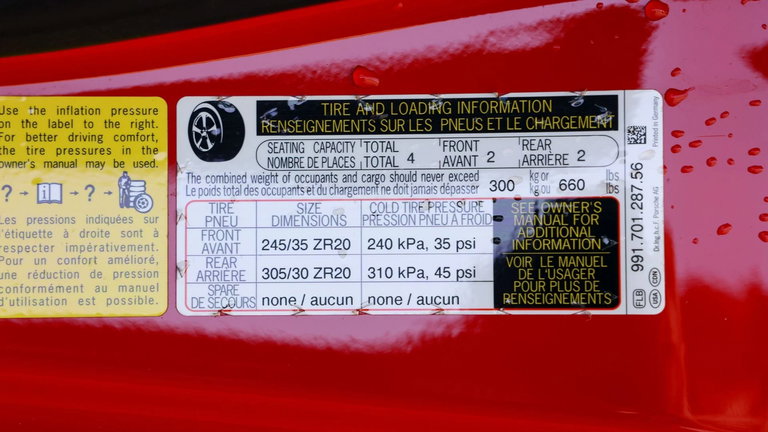 Use the inflation pressure
on the label to the right.
For better driving comfort,
the tire pressures in the
owner's manual may be used.
? → → ? →
Les pressions indiquées sur
l'étiquette à droite sont à
respecter impérativement.
Pour un confort amélioré,
une réduction de pression
conformément au manuel
d'utilisation est possible.
TIRE AND LOADING INFORMATION
RENSEIGNEMENTS SUR LES PNEUS ET LE CHARGEMENT
SEATING CAPACITY TOTAL FRONT REAR
NOMBRE DE PLACES TOTAL 4 AVANT 2 ARRIÈRE 2
The combined weight of occupants and cargo should never exceed 300 kg or 660 lbs
Le poids total des occupants et du chargement ne doit jamais dépasser kg ou lbs
TIRE SIZE COLD TIRE PRESSURE
PNEU DIMENSIONS PRESSION PNEU A FROID
FRONT
AVANT 245/35 ZR20 240 kPa, 35 psi
REAR
ARRIÈRE 305/30 ZR20 310 kPa, 45 psi
SPARE
DE SECOURS none / aucun none / aucun
SEE OWNER'S
MANUAL FOR
ADDITIONAL
INFORMATION
VOIR LE MANUEL
DE L'USAGER
POUR PLUS DE
RENSEIGNEMENTS
Printed in Germany
991.701.287.56
Dr.Ing.h.c.F. Porsche AG
FLB USA CDN